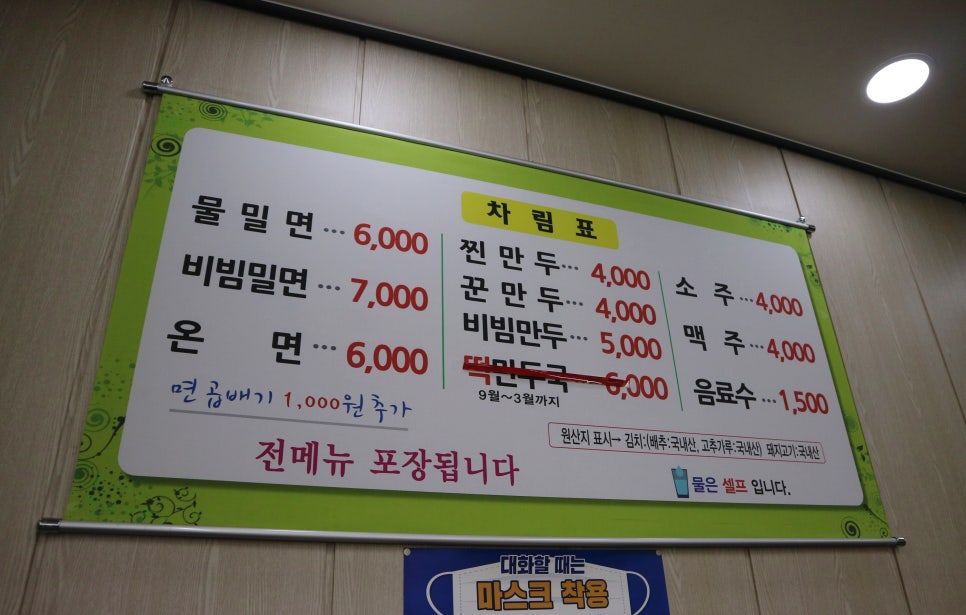 차림표
물밀면 ··· 6,000
비빔밀면 ··· 7,000
온면 ··· 6,000
면 곱배기 1,000원 추가
찐만두 ··· 4,000
꾼만두 ··· 4,000
비빔만두 ··· 5,000
떡만두국 6,000
9월~3월까지
소주 ··· 4,000
맥주 ··· 4,000
음료수 ··· 1,500
원산지 표시→ 김치:(배추:국내산, 고추가루:국내산) 돼지고기:국내산
전메뉴 포장됩니다
물은 셀프 입니다.
대화할 때는
마스크 착용